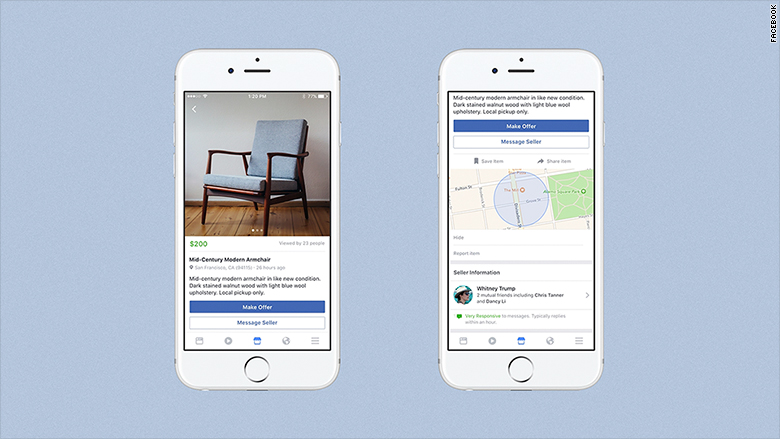 FACEBOOK
1:20 PM
77%
$200
Viewed by 23 people
Mid-Century Modern Armchair
San Francisco, CA (94115) · 26 hours ago
Mid-century modern armchair in like new condition.
Dark stained walnut wood with light blue wool
upholstery. Local pickup only.
Make Offer
Message Seller
Mid-century modern armchair in like new condition.
Dark stained walnut wood with light blue wool
upholstery. Local pickup only.
Make Offer
Message Seller
Save Item
Share Item
Fulton St
The Mill
Alamo Square Park
Grove St
Hide
Report item
Seller Information
Whitney Trump
2 mutual friends including Chris Tanner
and Dancy Li
Very Responsive to messages. Typically replies
within an hour.